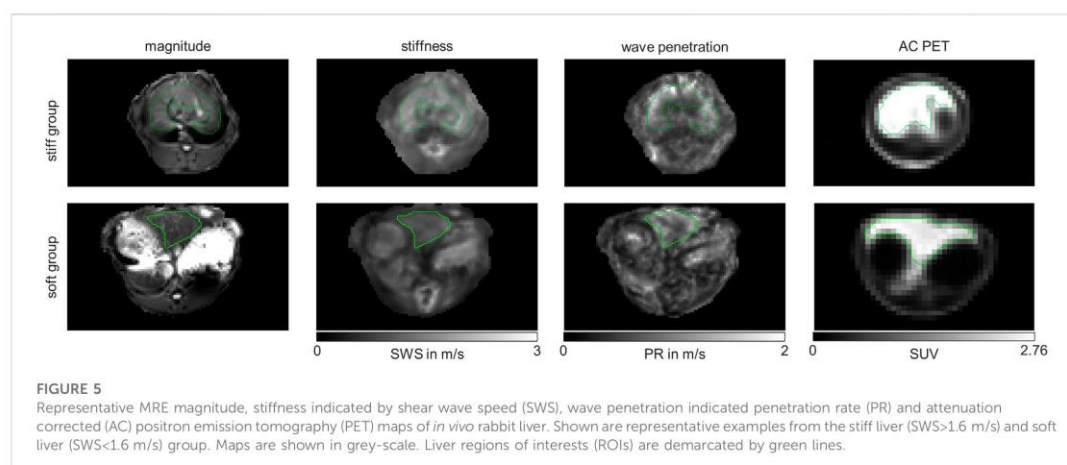 magnitude
stiffness
wave penetration
AC PET
stiff group
soft group
0
SWS in m/s
3
0
PR in m/s
2
0
SUV
2.76
FIGURE 5
Representative MRE magnitude, stiffness indicated by shear wave speed (SWS), wave penetration indicated penetration rate (PR) and attenuation
corrected (AC) positron emission tomography (PET) maps of in vivo rabbit liver. Shown are representative examples from the stiff liver (SWS>1.6 m/s) and soft
liver (SWS<1.6 m/s) group. Maps are shown in grey-scale. Liver regions of interests (ROIs) are demarcated by green lines.